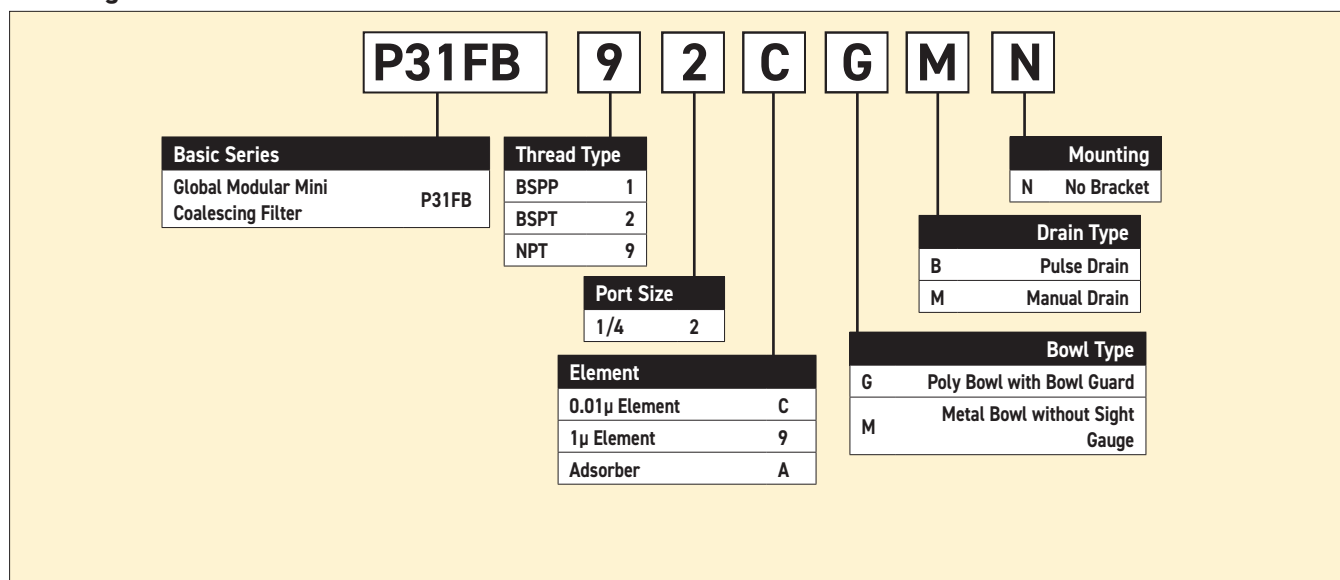 P31FB 9 2 C G M N
Basic Series
Global Modular Mini
Coalescing Filter P31FB
Thread Type
BSPP 1
BSPT 2
NPT 9
Port Size
1/4 2
Element
0.01μ Element C
1μ Element 9
Adsorber A
Mounting
N No Bracket
Drain Type
B Pulse Drain
M Manual Drain
Bowl Type
G Poly Bowl with Bowl Guard
M Metal Bowl without Sight
Gauge